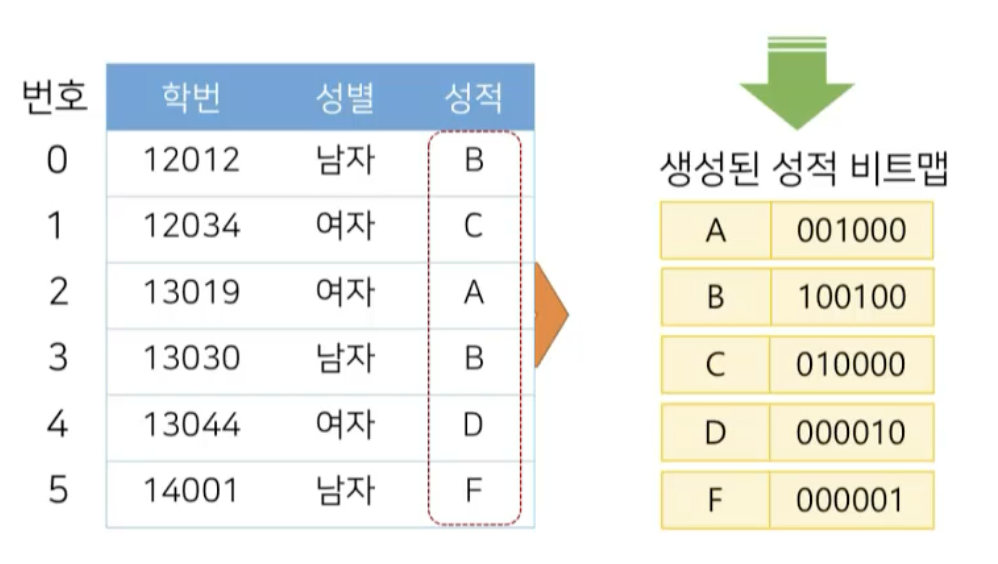 번호 학번 성별 성적
0 12012 남자 B
1 12034 여자 C
2 13019 여자 A
3 13030 남자 B
4 13044 여자 D
5 14001 남자 F
생성된 성적 비트맵
A 001000
B 100100
C 010000
D 000010
F 000001